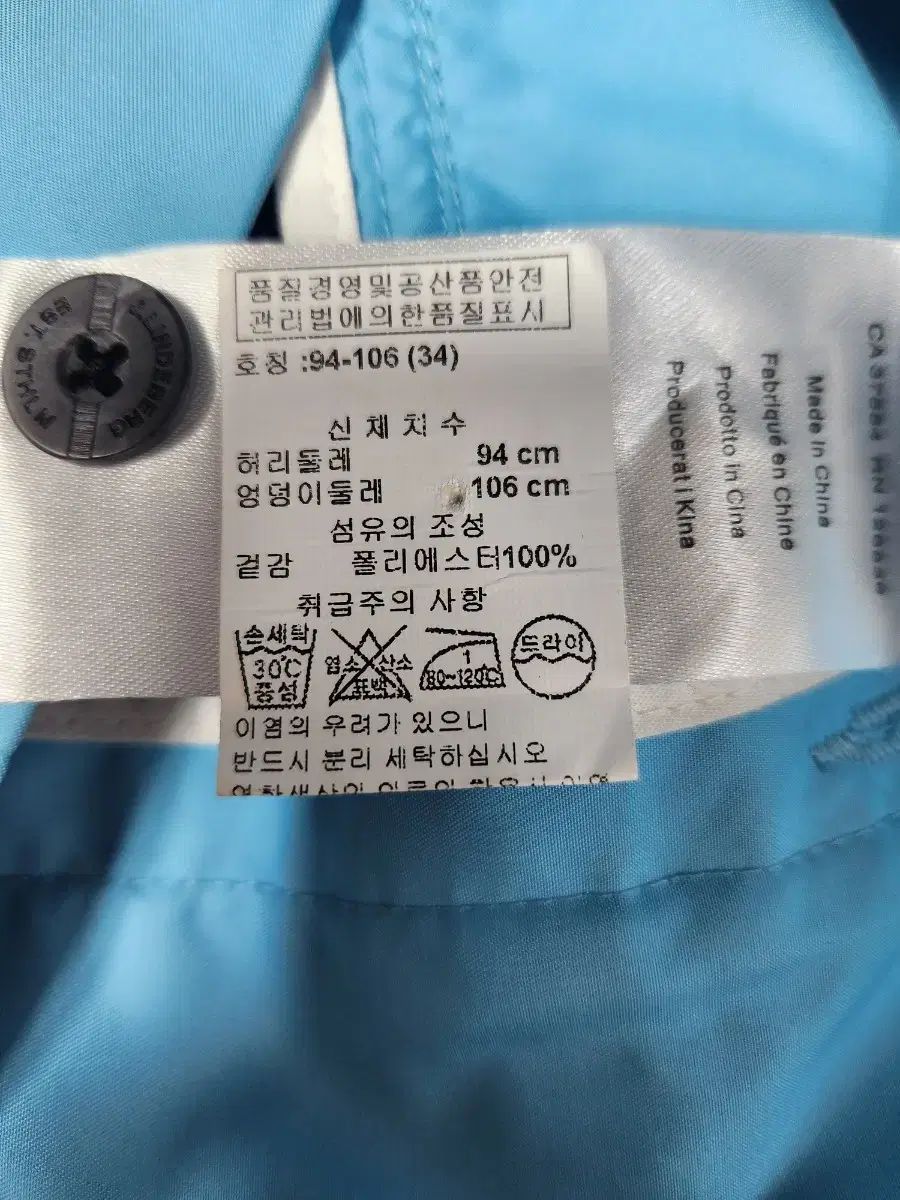 품질경영및공산품안전
관리법에의한품질표시
호칭 :94-106 (34)
신체치수
허리둘레 94 cm
엉덩이둘레 106 cm
섬유의 조성
겉감 폴리에스터100%
취급주의 사항
손세탁
30℃
중성
염소 산소
표백
1
80~120℃
드라이
이염의 우려가 있으니
반드시 분리 세탁하십시오
Made in China
Fabriqué en Chine
Prodotto in Cina
Producerat i Kina
J.LINDEBERG
EST. STHLM